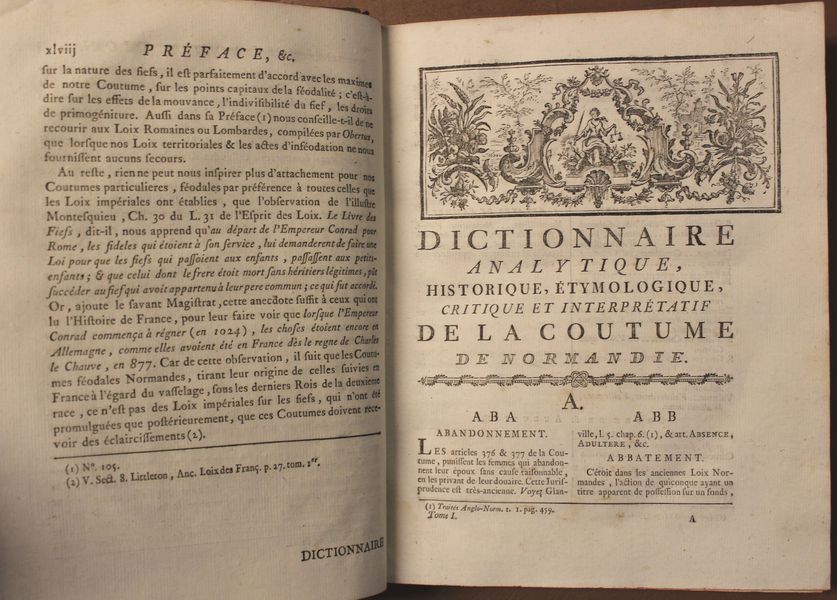 xlviij PRÉFACE, &c.
sur la nature des fiefs, il est parfaitement d'accord avec les maximes
de notre Coutume, sur les points capitaux de la féodalité; c'est-à-
dire sur les effets de la mouvance, l'indivisibilité du fief, les droits
de primogéniture. Aussi dans sa Préface (1) nous conseille-t-il de ne
recourir aux Loix Romaines ou Lombardes, compilées par Obertus,
que lorsque nos Loix territoriales & les actes d'inféodation ne nous
fournissent aucuns secours.
Au reste, rien ne peut nous inspirer plus d'attachement pour nos
Coutumes particulieres, féodales par préférence à toutes celles que
les Loix impériales ont établies, que l'observation de l'illustre
Montesquieu, Ch. 30 du L. 31 de l'Esprit des Loix. Le Livre des
Fiefs, dit-il, nous apprend qu'au départ de l'Empereur Conrad pour
Rome, les fideles qui étoient à son service, lui demanderent de faire une
Loi pour que les fiefs qui passoient aux enfants, passassent aux petits-
enfants; & que celui dont le frere étoit mort sans héritiers légitimes, pût
succéder au fief qui avoit appartenu à leur pere commun; ce qui fut accordé.
Or, ajoute le savant Magistrat, cette anecdote suffit à ceux qui ont
lu l'Histoire de France, pour leur faire voir que lorsque l'Empereur
Conrad commença à régner (en 1024), les choses étoient encore en
Allemagne, comme elles avoient été en France dès le regne de Charles
le Chauve, en 877. Car de cette observation, il suit que les Coutu-
mes féodales Normandes, tirant leur origine de celles suivies en
France à l'égard du vasselage, sous les derniers Rois de la deuxieme
race, ce n'est pas des Loix impériales sur les fiefs, qui n'ont été
promulguées que postérieurement, que ces Coutumes doivent rece-
voir des éclaircissements (2).
(1) N°. 105.
(2) V. Sect. 8. Littleton, Anc. Loix des Franç. p. 27. tom. 1er.
DICTIONNAIRE
DICTIONNAIRE
ANALYTIQUE,
HISTORIQUE, ÉTYMOLOGIQUE,
CRITIQUE ET INTERPRÉTATIF
DE LA COUTUME
DE NORMANDIE.
A.
ABA
ABANDONNEMENT.
LES articles 376 & 377 de la Cou-
tume, punissent les femmes qui abandon-
nent leur époux sans cause raisonnable,
en les privant de leur douaire. Cette Juris-
prudence est très-ancienne. Voyez Glan-
ABB
ville, l. 5. chap. 6. (1), & art. ABSENCE,
ADULTERE, &c.
ABBATEMENT.
C'étoit dans les anciennes Loix Nor-
mandes, l'action de quiconque ayant un
titre apparent de possession sur un fonds,
(1) Traités Anglo-Norm. t. 1. pag. 459.
Tome I. A